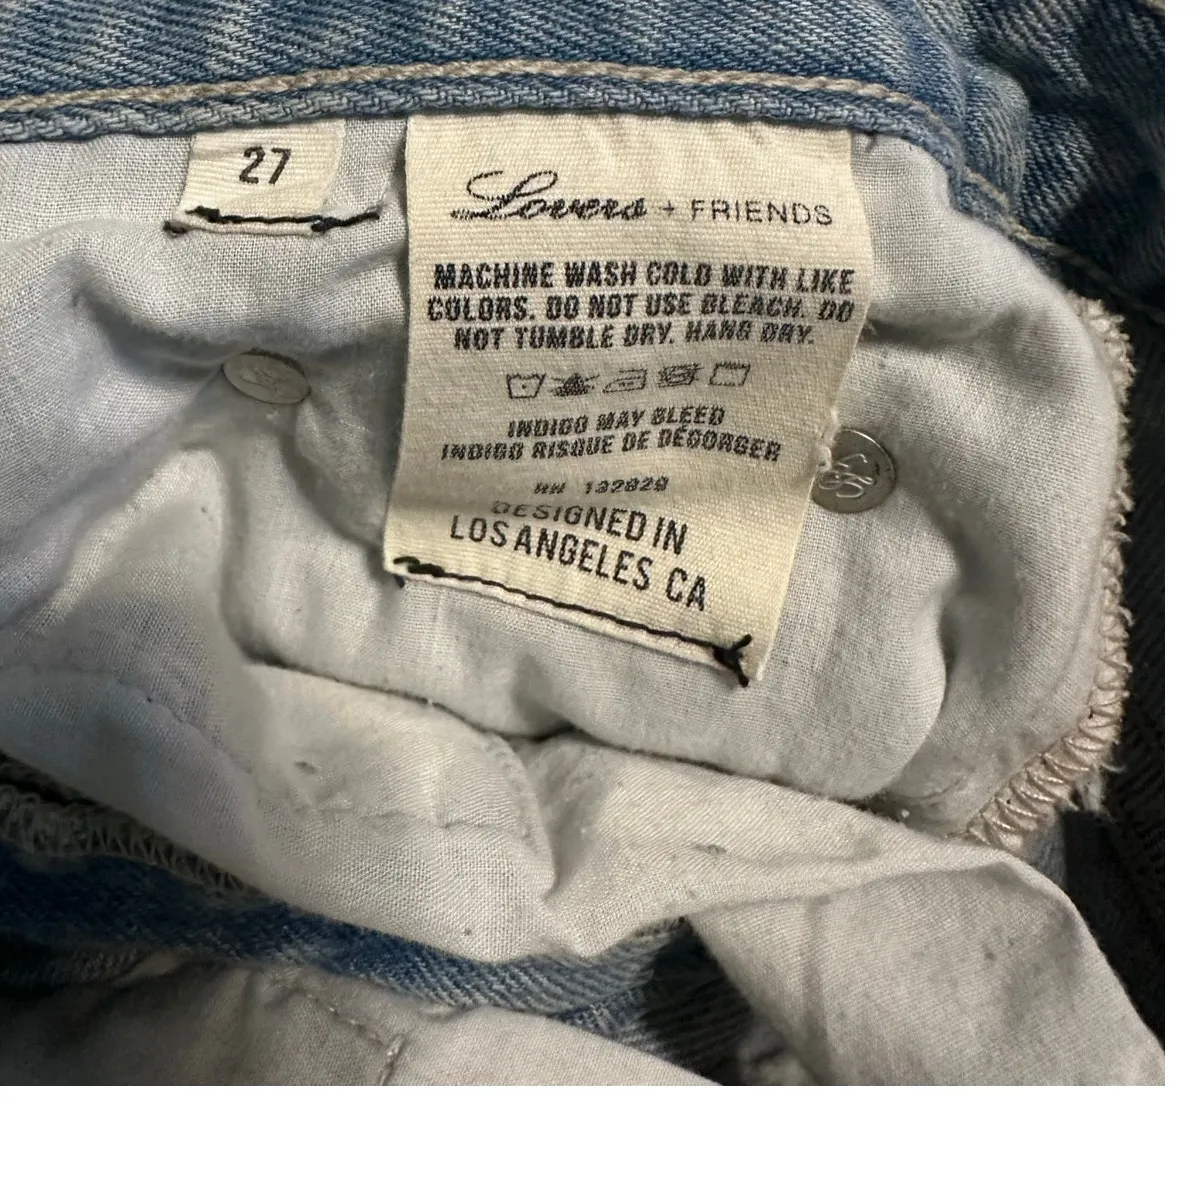 27
Lovers + FRIENDS
MACHINE WASH COLD WITH LIKE
COLORS. DO NOT USE BLEACH. DO
NOT TUMBLE DRY. HANG DRY.
INDIGO MAY BLEED
INDIGO RISQUE DE DÉGORGER
RN 132829
DESIGNED IN
LOS ANGELES CA